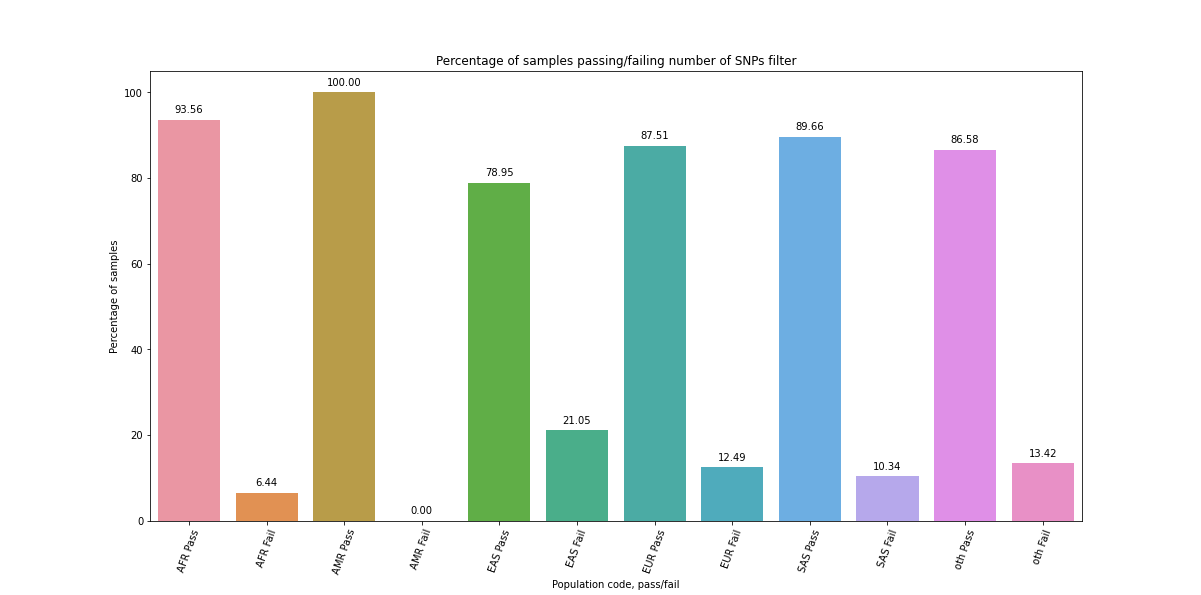 Percentage of samples passing/failing number of SNPs filter
Percentage of samples
100
80
60
40
20
0
93.56
6.44
100.00
0.00
78.95
21.05
87.51
12.49
89.66
10.34
86.58
13.42
AFR Pass
AFR Fail
AMR Pass
AMR Fail
EAS Pass
EAS Fail
EUR Pass
EUR Fail
SAS Pass
SAS Fail
oth Pass
oth Fail
Population code, pass/fail